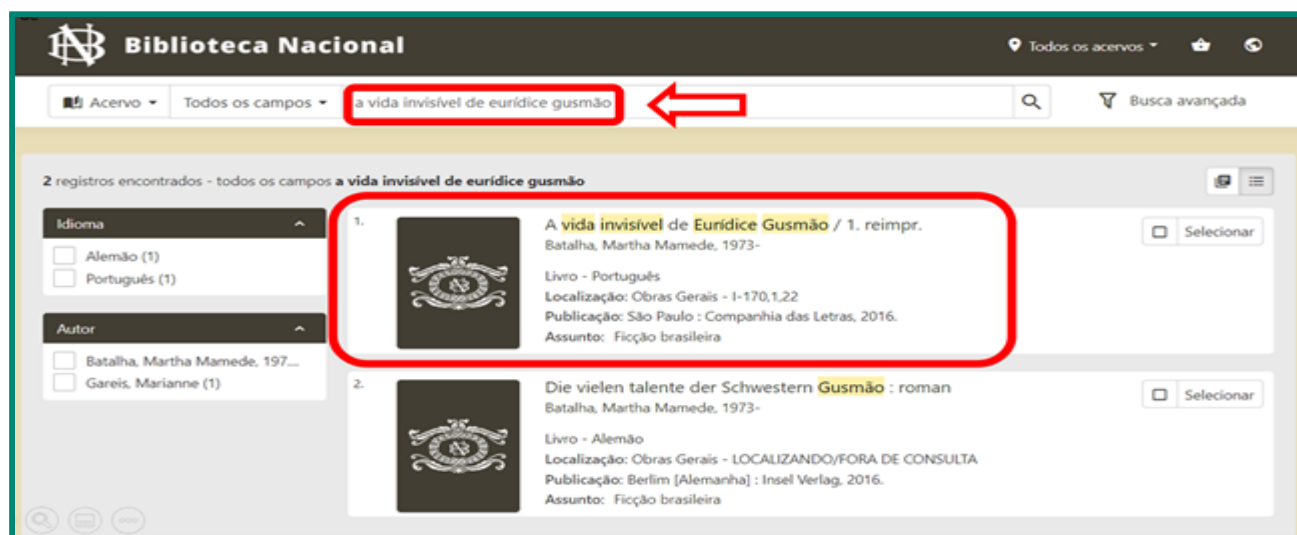 Biblioteca Nacional
Todos os acervos
Acervo Todos os campos a vida invisível de eurídice gusmão Busca avançada
2 registros encontrados - todos os campos a vida invisível de eurídice gusmão
Idioma
Alemão (1)
Português (1)
Autor
Batalha, Martha Mamede, 197...
Gareis, Marianne (1)
1.
A vida invisível de Eurídice Gusmão / 1. reimpr.
Batalha, Martha Mamede, 1973-
Livro - Português
Localização: Obras Gerais - I-170,1,22
Publicação: São Paulo : Companhia das Letras, 2016.
Assunto: Ficção brasileira
Selecionar
2.
Die vielen talente der Schwestern Gusmão : roman
Batalha, Martha Mamede, 1973-
Livro - Alemão
Localização: Obras Gerais - LOCALIZANDO/FORA DE CONSULTA
Publicação: Berlim [Alemanha] : Insel Verlag, 2016.
Assunto: Ficção brasileira
Selecionar